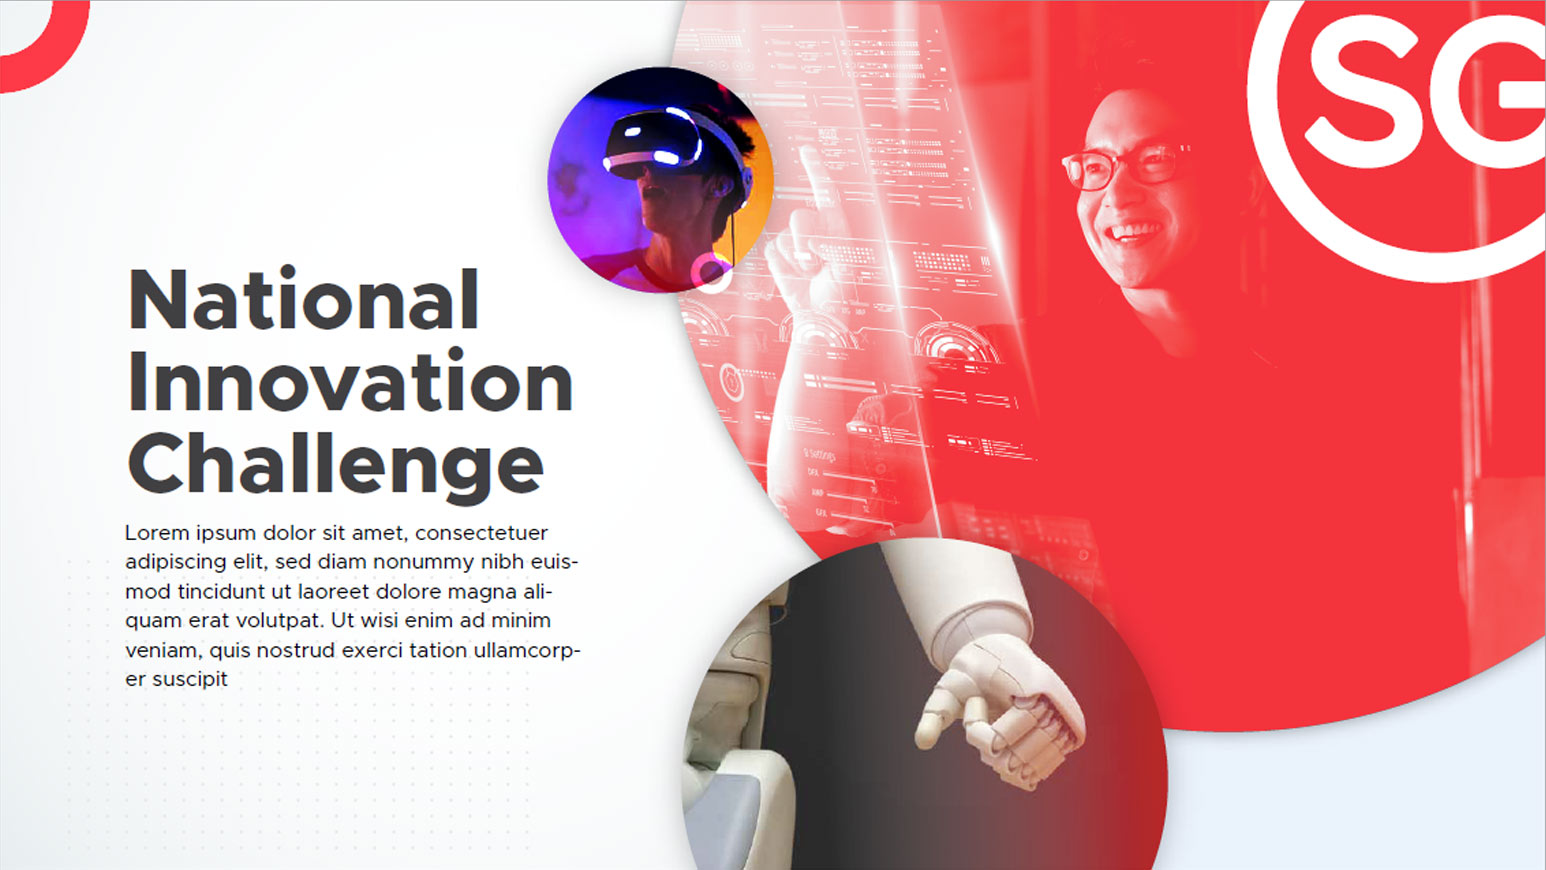 SG
National
Innovation
Challenge
Lorem ipsum dolor sit amet, consectetuer
adipiscing elit, sed diam nonummy nibh euis-
mod tincidunt ut laoreet dolore magna ali-
quam erat volutpat. Ut wisi enim ad minim
veniam, quis nostrud exerci tation ullamcorp-
er suscipit
Settings
AMP